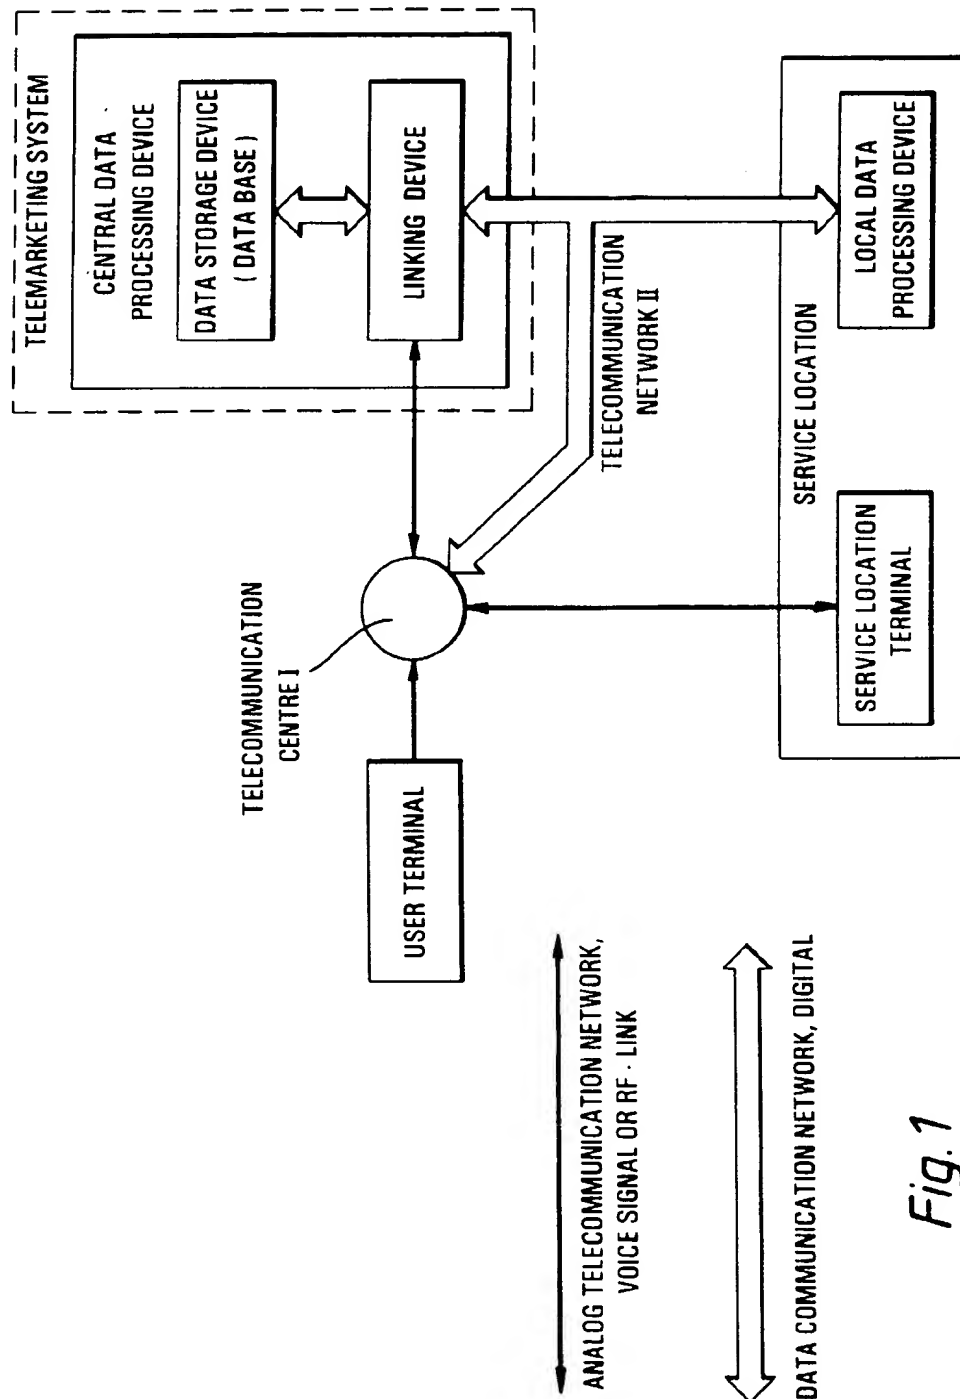 TELEMARKETING SYSTEM
CENTRAL DATA
PROCESSING DEVICE
DATA STORAGE DEVICE
( DATA BASE )
LINKING DEVICE
TELECOMMUNICATION
CENTRE I
USER TERMINAL
TELECOMMUNICATION
NETWORK II
SERVICE LOCATION
SERVICE LOCATION
TERMINAL
LOCAL DATA
PROCESSING DEVICE
ANALOG TELECOMMUNICATION NETWORK,
VOICE SIGNAL OR RF - LINK
DATA COMMUNICATION NETWORK, DIGITAL
Fig. 1